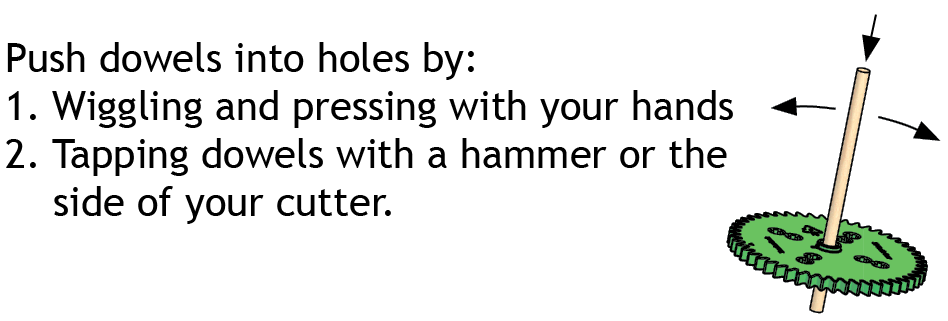 Push dowels into holes by:
1. Wiggling and pressing with your hands
2. Tapping dowels with a hammer or the
side of your cutter.